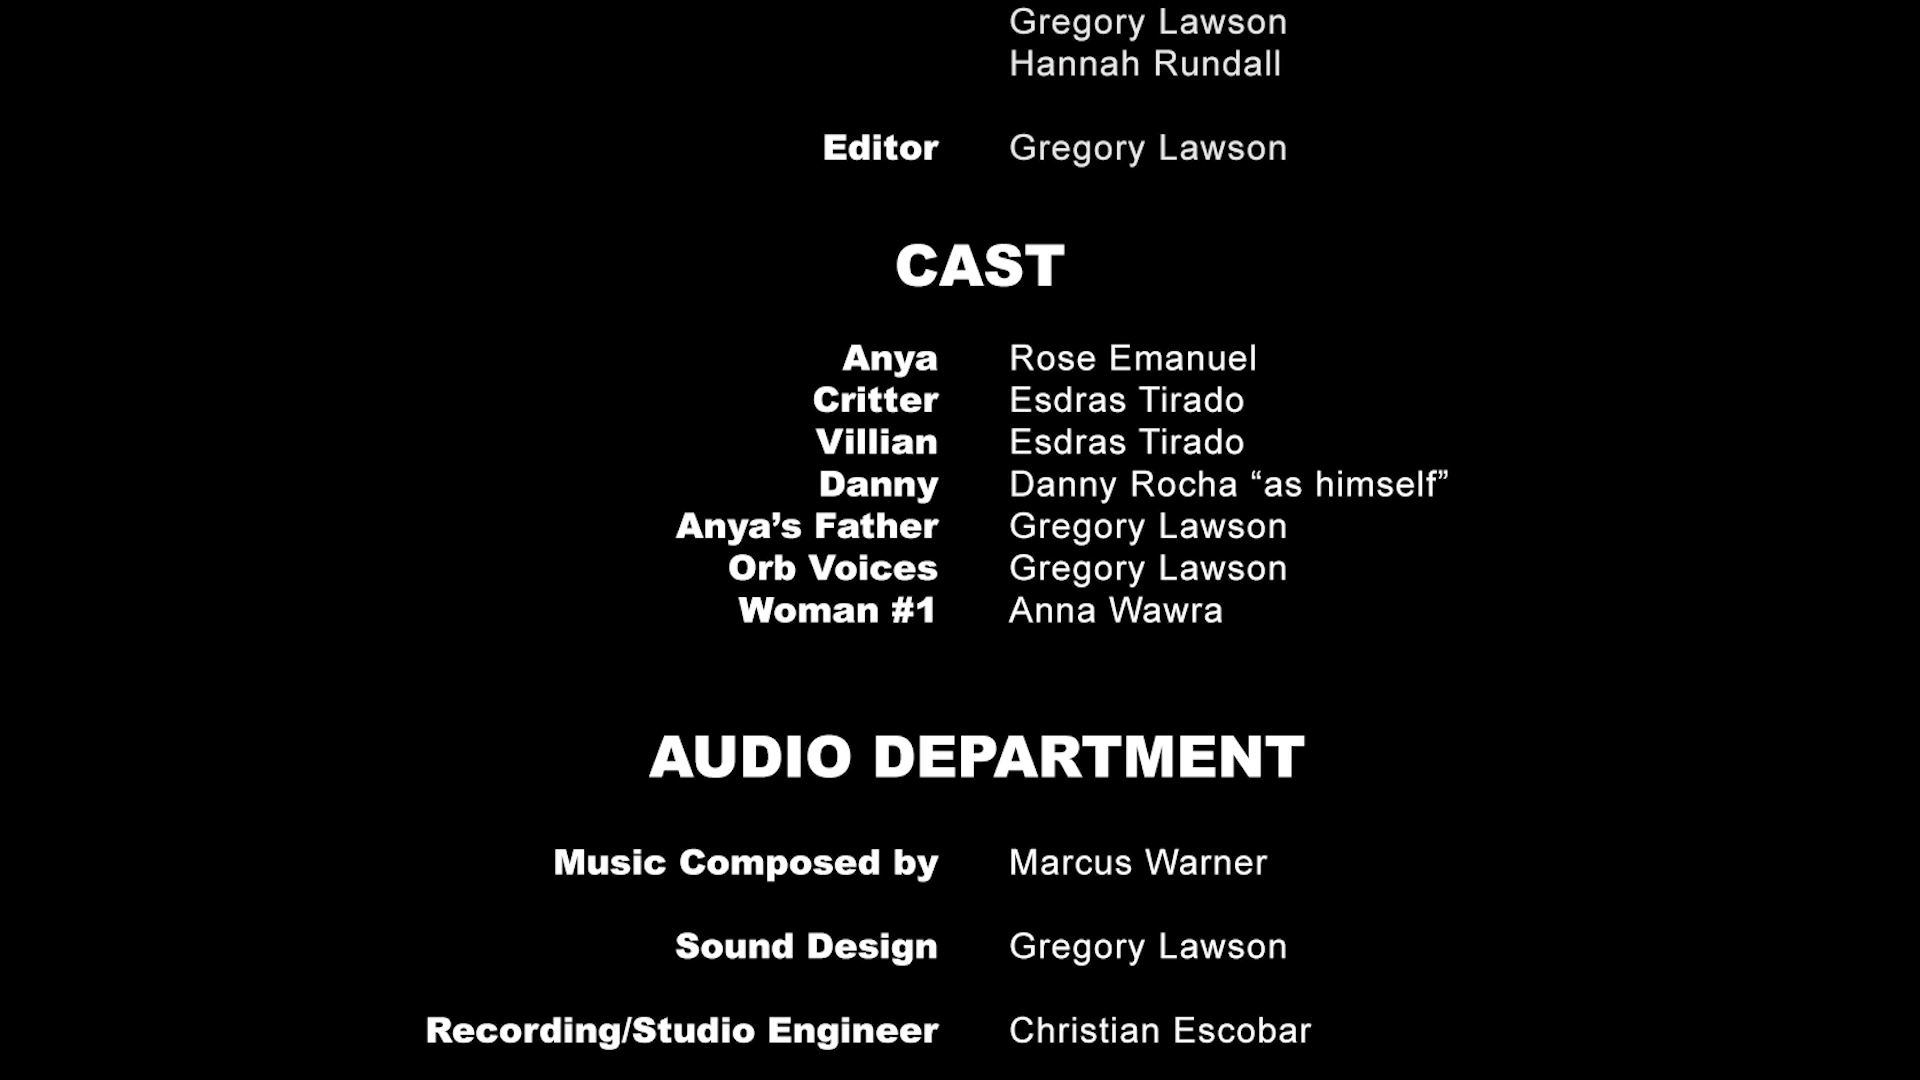 Gregory Lawson
Hannah Rundall
Editor Gregory Lawson
CAST
Anya Rose Emanuel
Critter Esdras Tirado
Villian Esdras Tirado
Danny Danny Rocha “as himself”
Anya’s Father Gregory Lawson
Orb Voices Gregory Lawson
Woman #1 Anna Wawra
AUDIO DEPARTMENT
Music Composed by Marcus Warner
Sound Design Gregory Lawson
Recording/Studio Engineer Christian Escobar